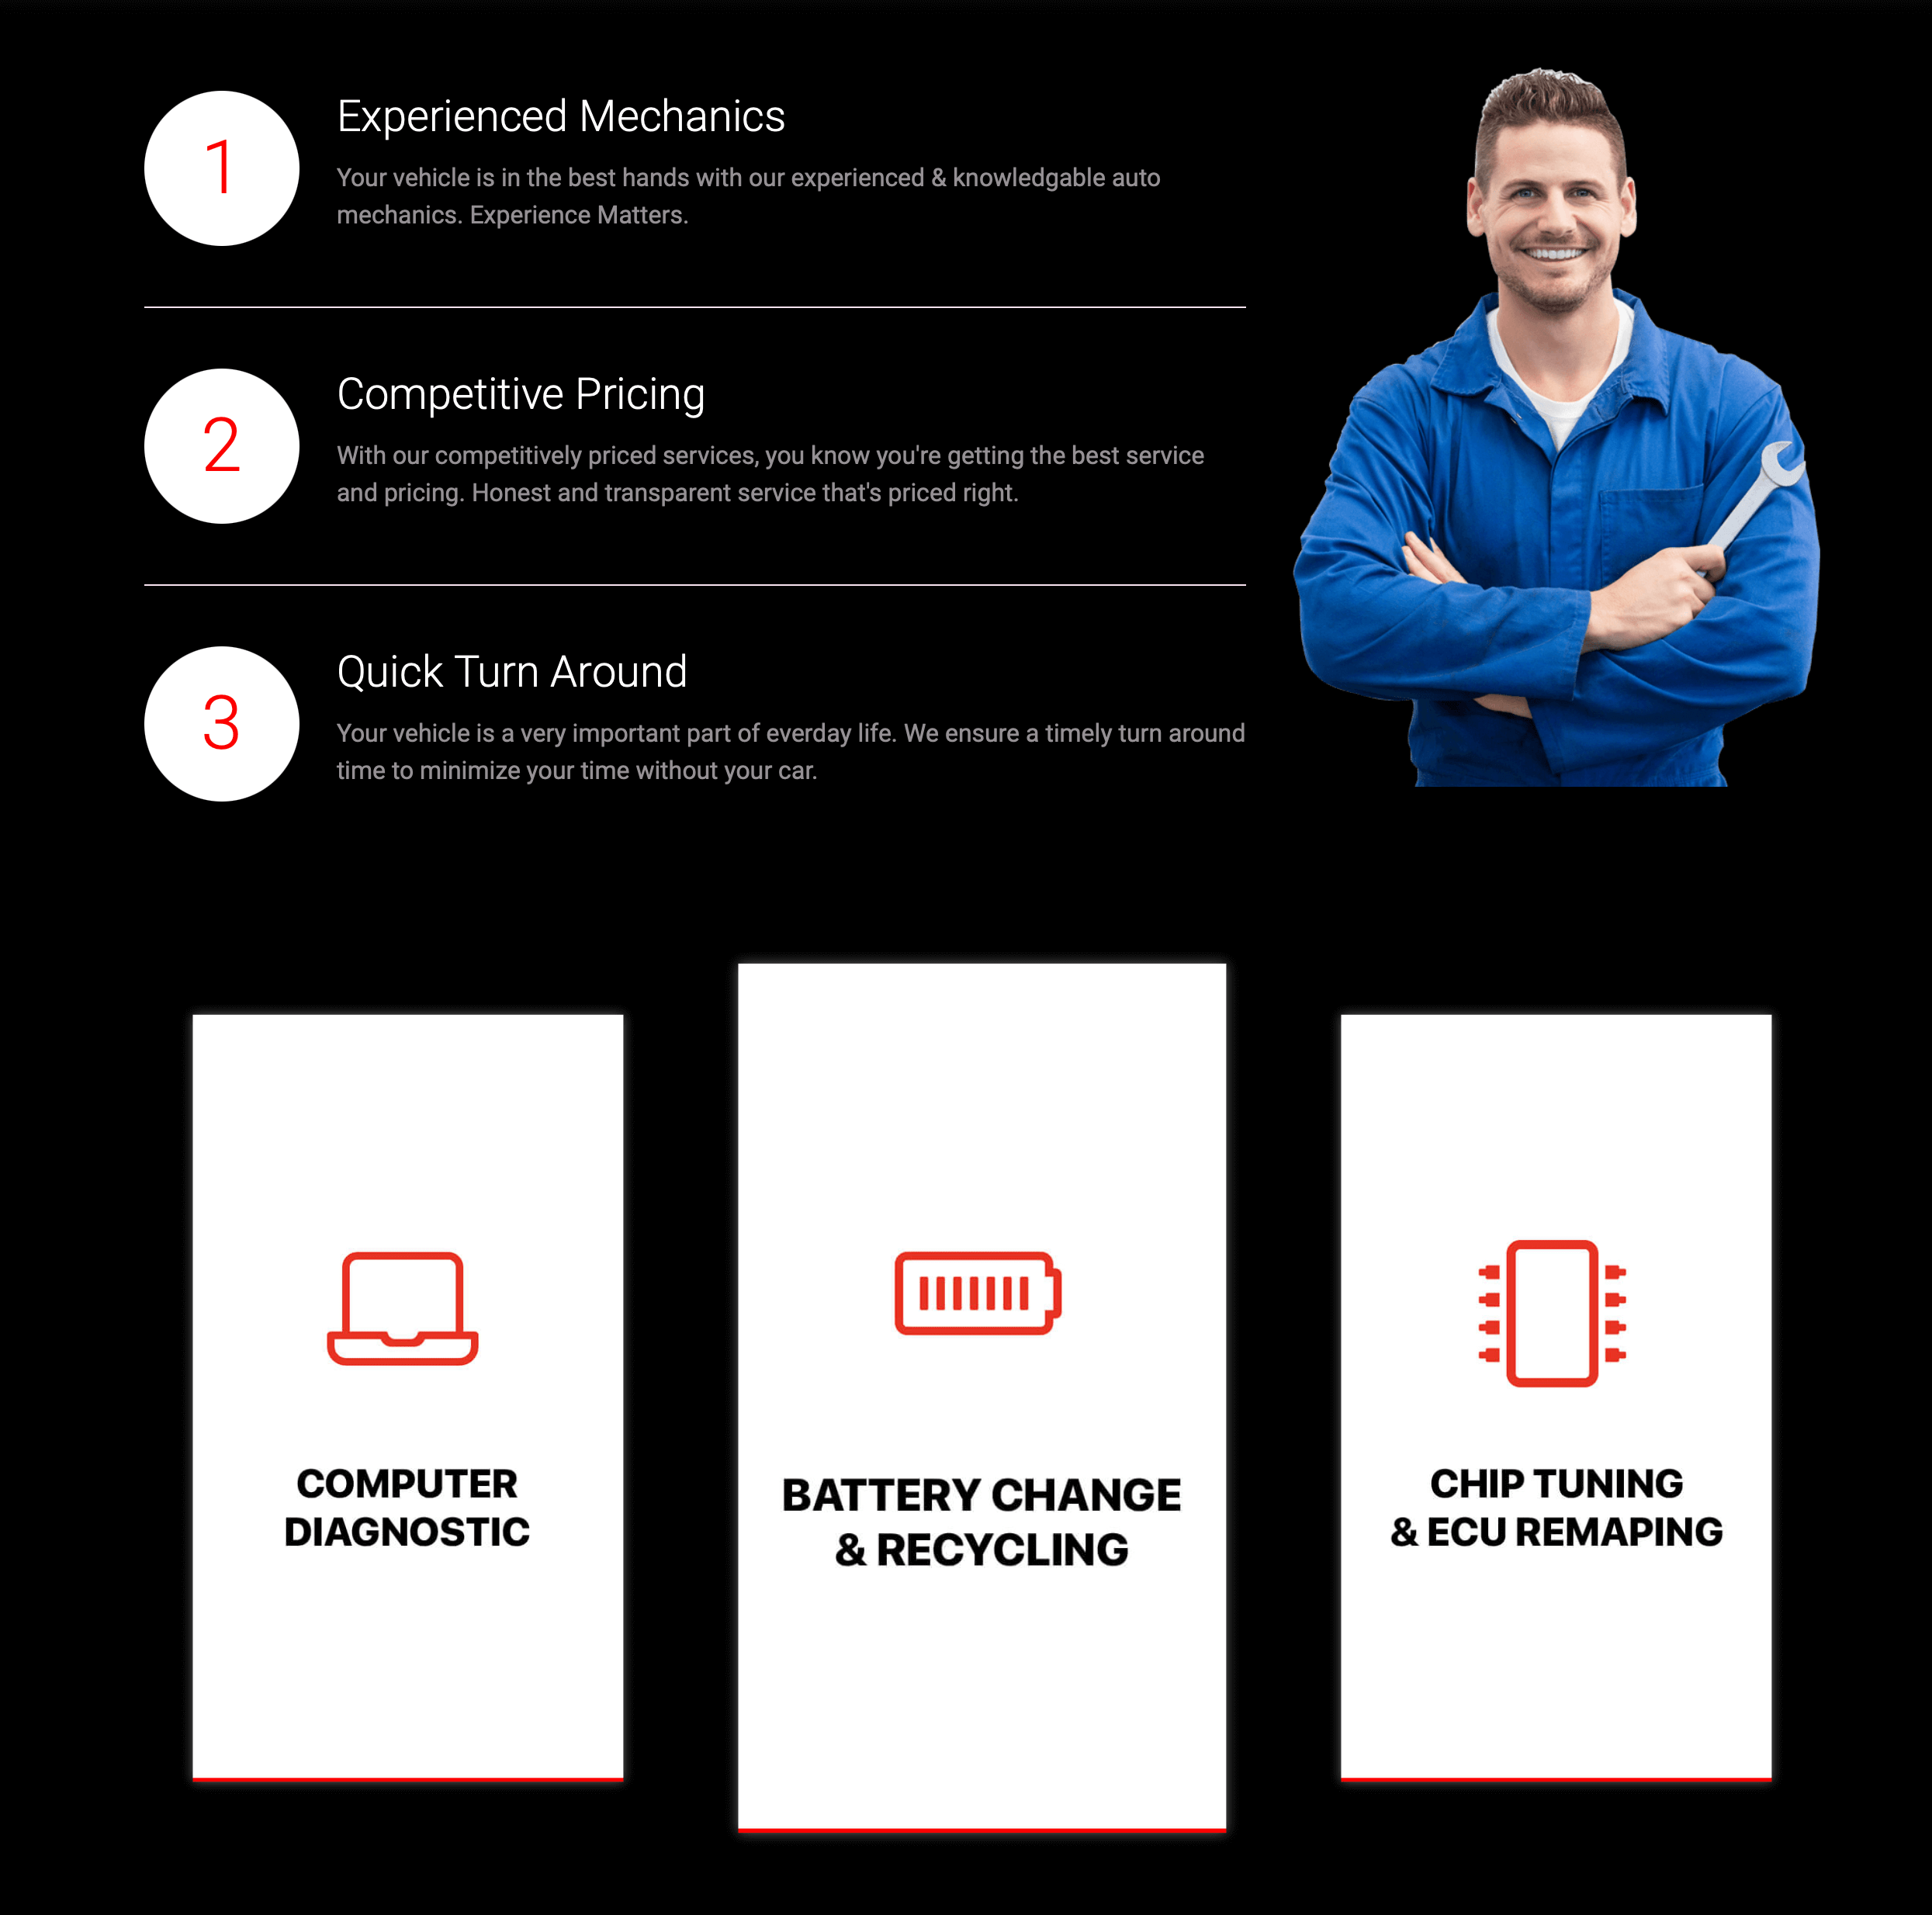 1
Experienced Mechanics
Your vehicle is in the best hands with our experienced & knowledgable auto
mechanics. Experience Matters.
2
Competitive Pricing
With our competitively priced services, you know you're getting the best service
and pricing. Honest and transparent service that's priced right.
3
Quick Turn Around
Your vehicle is a very important part of everday life. We ensure a timely turn around
time to minimize your time without your car.
COMPUTER
DIAGNOSTIC
BATTERY CHANGE
& RECYCLING
CHIP TUNING
& ECU REMAPING